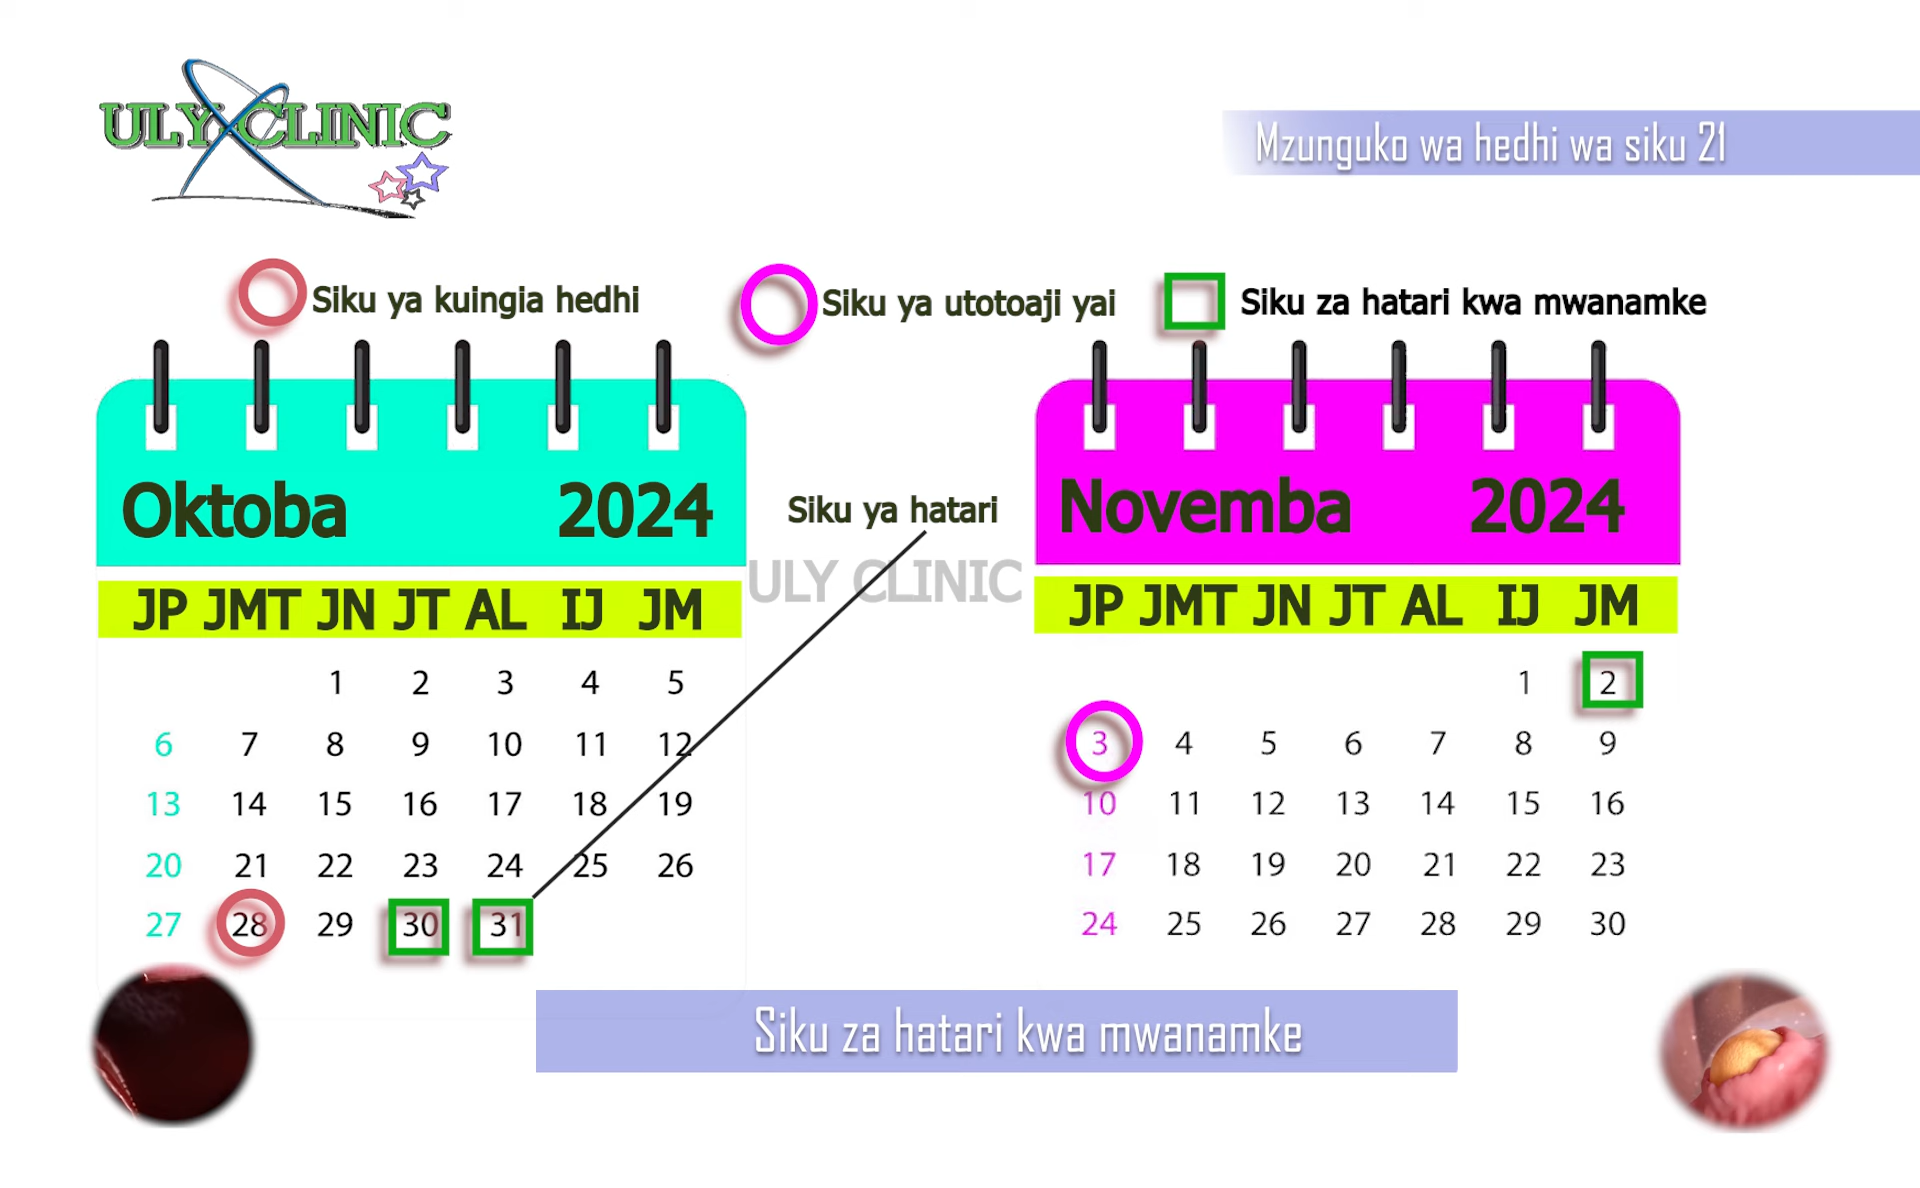 ULY CLINIC
Mzunguko wa hedhi wa siku 21
Siku ya kuingia hedhi
Siku ya utotoaji yai
Siku za hatari kwa mwanamke
Oktoba 2024
JP JMT JN JT AL IJ JM
1 2 3 4 5
6 7 8 9 10 11 12
13 14 15 16 17 18 19
20 21 22 23 24 25 26
27 28 29 30 31
Siku ya hatari
ULY CLINIC
Novemba 2024
JP JMT JN JT AL IJ JM
1 2
3 4 5 6 7 8 9
10 11 12 13 14 15 16
17 18 19 20 21 22 23
24 25 26 27 28 29 30
Siku za hatari kwa mwanamke